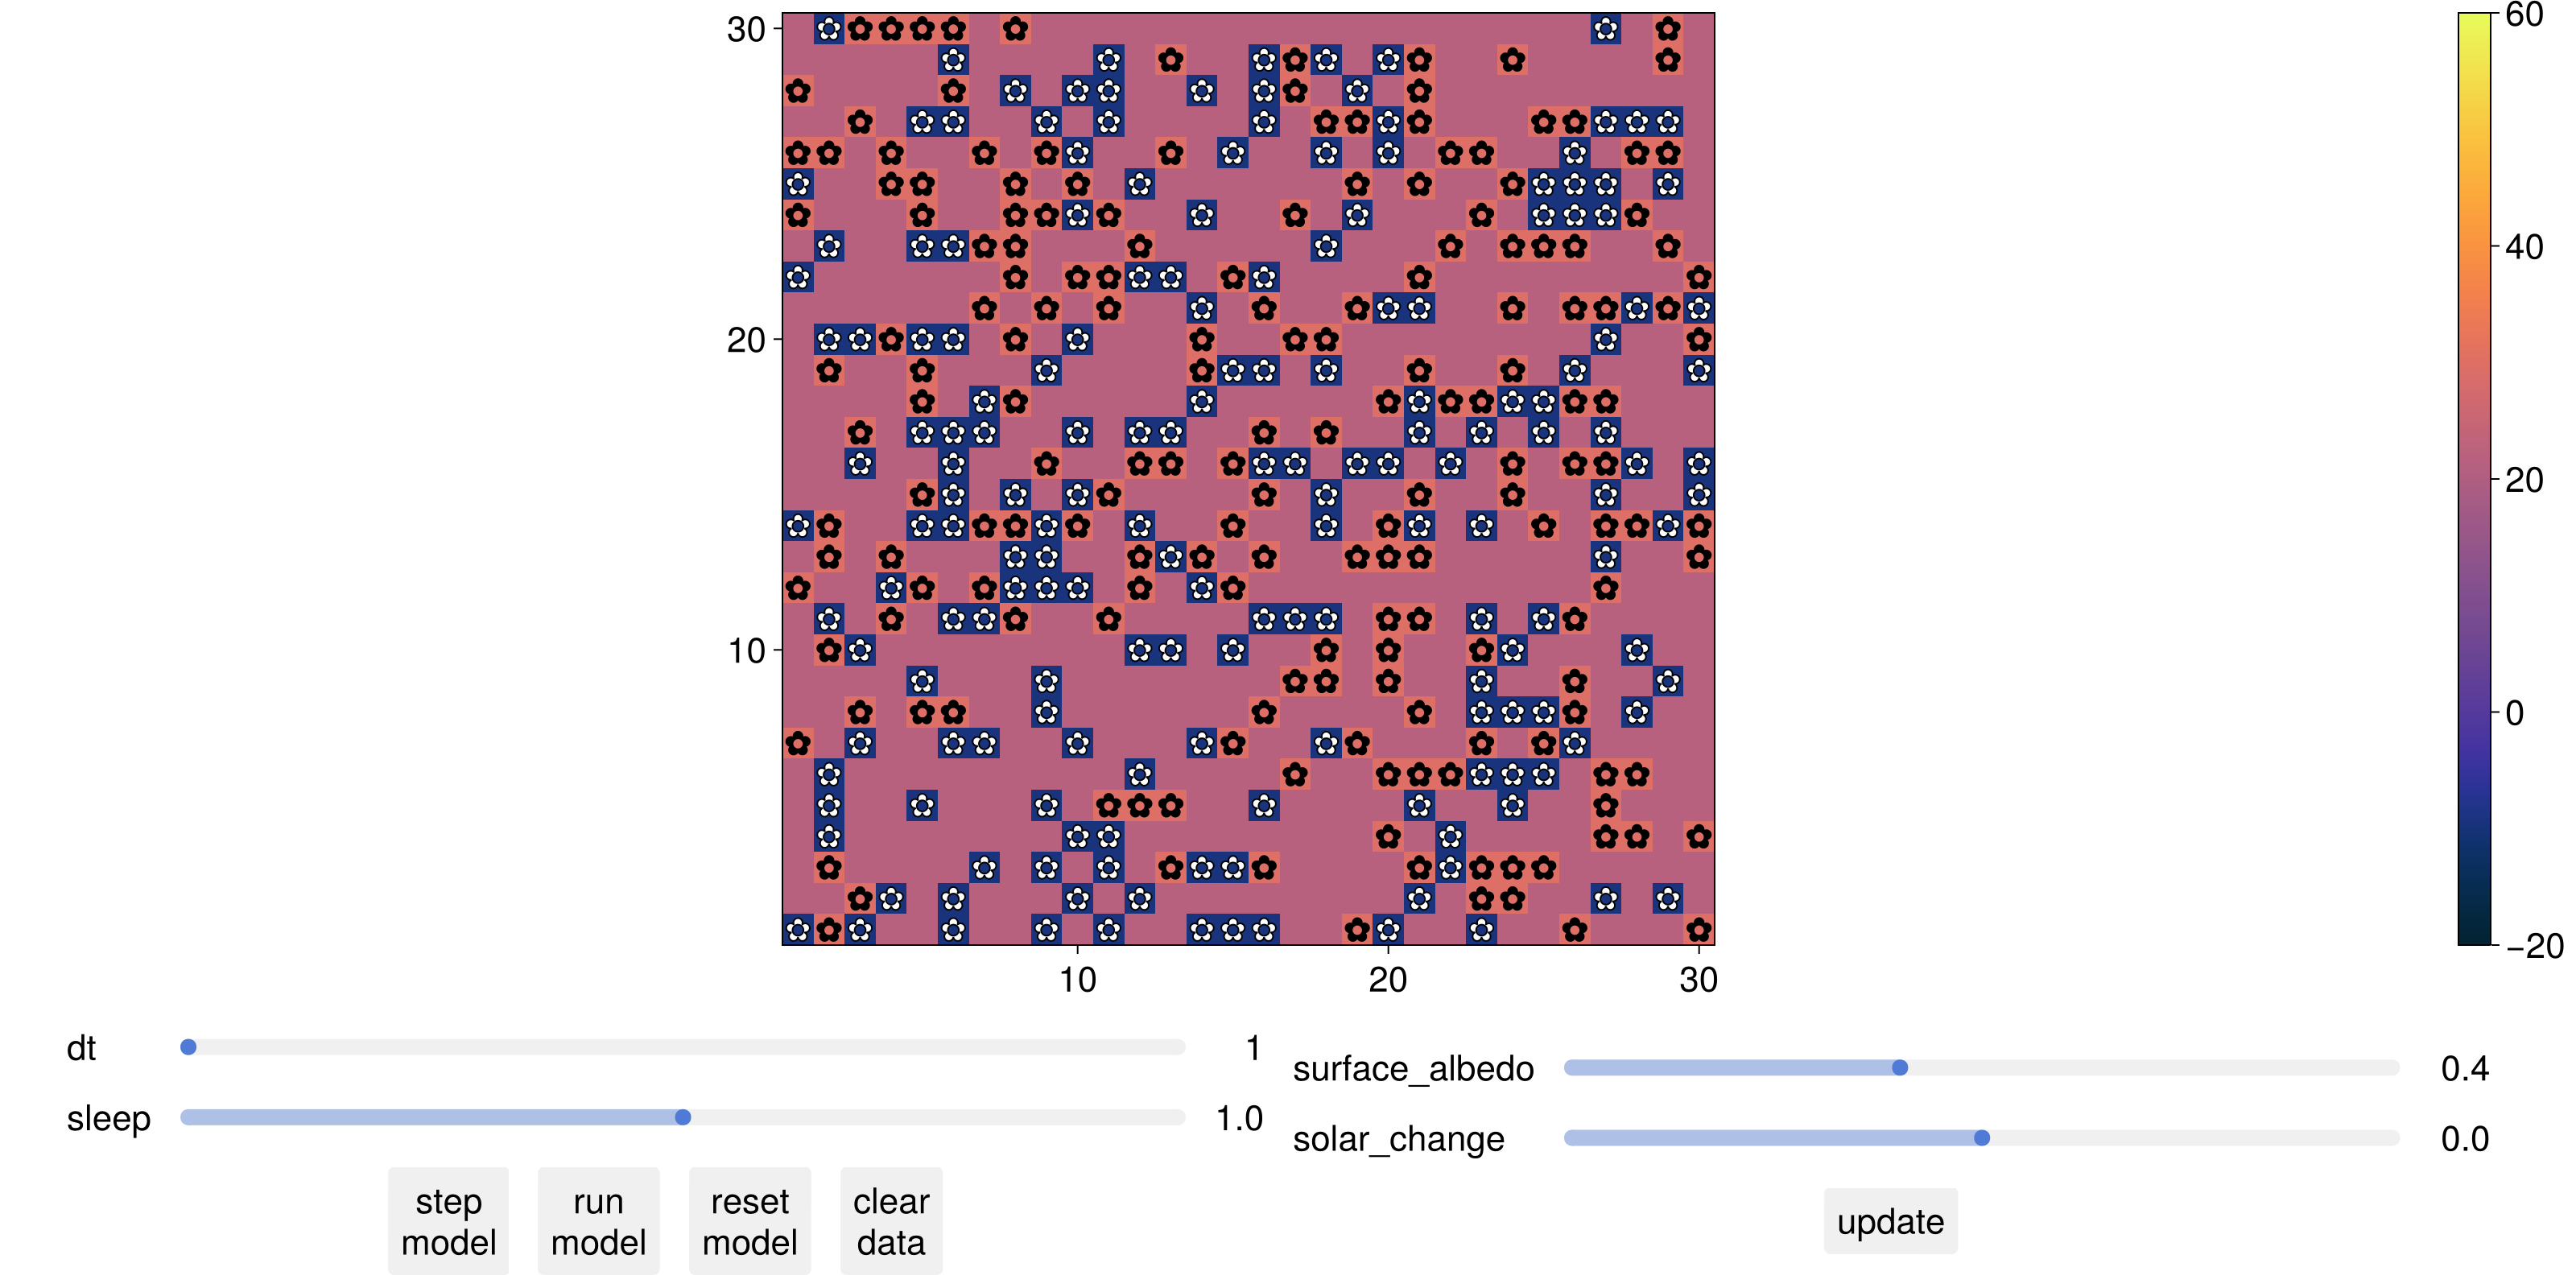 30
20
10
10
20
30
60
40
20
0
−20
dt
1
sleep
1.0
surface_albedo
0.4
solar_change
0.0
step
model
run
model
reset
model
clear
data
update